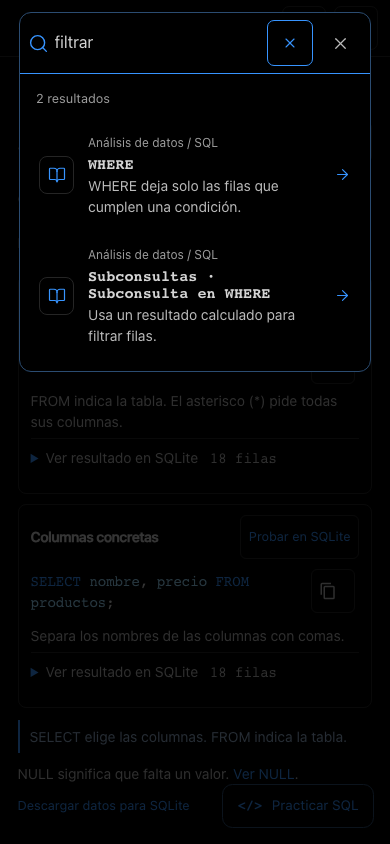 filtrar
2 resultados
Análisis de datos / SQL
WHERE
WHERE deja solo las filas que
cumplen una condición.
Análisis de datos / SQL
Subconsultas ·
Subconsulta en WHERE
Usa un resultado calculado para
filtrar filas.
FROM indica la tabla. El asterisco (*) pide todas
sus columnas.
Ver resultado en SQLite 18 filas
Columnas concretas Probar en SQLite
SELECT nombre, precio FROM
productos;
Separa los nombres de las columnas con comas.
Ver resultado en SQLite 18 filas
SELECT elige las columnas. FROM indica la tabla.
NULL significa que falta un valor. Ver NULL.
Descargar datos para SQLite </> Practicar SQL